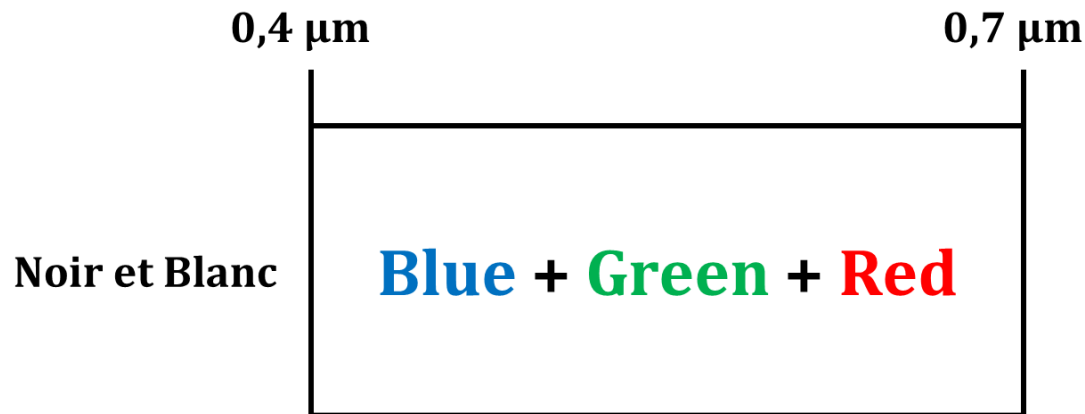 0,4 µm 0,7 µm
Noir et Blanc Blue + Green + Red